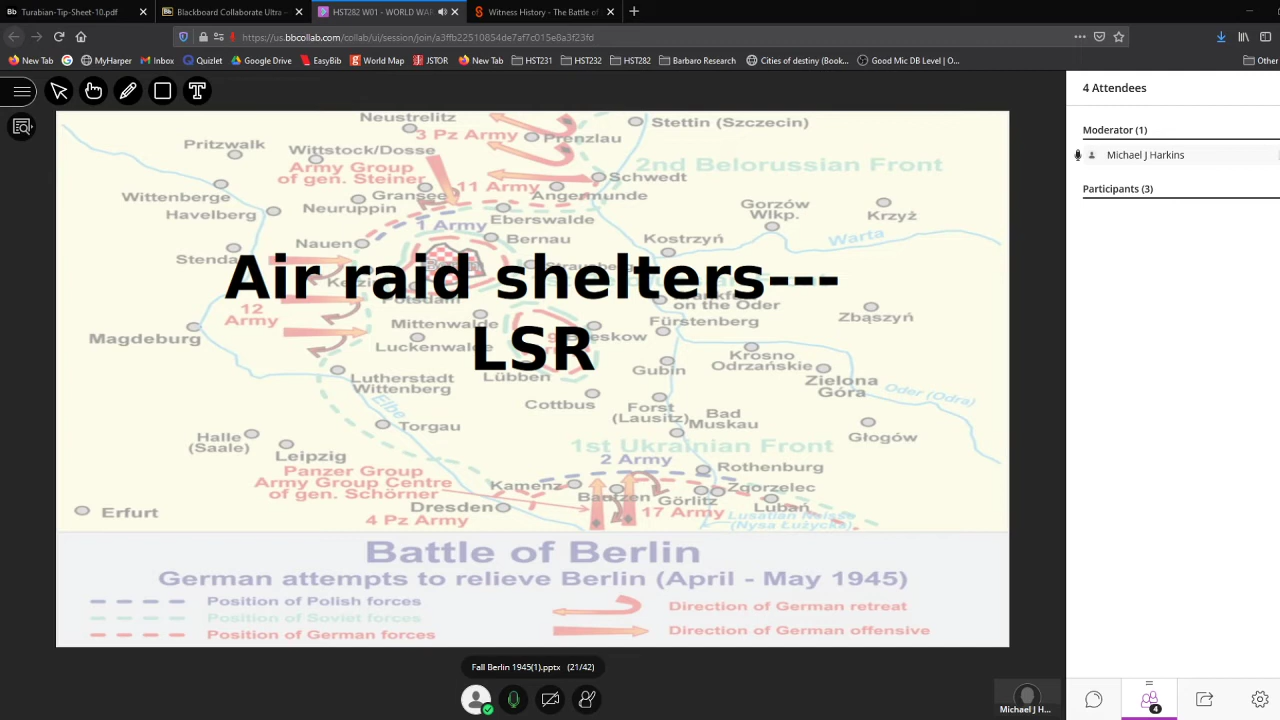 Turabian-Tip-Sheet-10.pdf
Blackboard Collaborate Ultra –
HST282 W01 - WORLD WAR
Witness History - The Battle of
https://us.bbcollab.com/collab/ui/session/join/a3ffb22510854de7af7c015e8a3f23fd
New Tab
MyHarper
Inbox
Quizlet
Google Drive
EasyBib
World Map
JSTOR
New Tab
HST231
HST232
HST282
Barbaro Research
Cities of destiny (Book...
Good Mic DB Level | O...
Other
4 Attendees
Moderator (1)
Michael J Harkins
Participants (3)
Neustrelitz
3 Pz Army
Prenzlau
Stettin (Szczecin)
Pritzwalk
Wittstock/Dosse
Army Group
of gen. Steiner
2nd Belorussian Front
11 Army
Schwedt
Wittenberge
Gransee
Angermünde
Havelberg
Neuruppin
Eberswalde
Gorzów
Wlkp.
Krzyż
1 Army
Nauen
Bernau
Kostrzyń
Warta
Air raid shelters---
LSR
Potsdam
on the Oder
12
Army
Mittenwalde
Fürstenberg
Zbąszyń
Magdeburg
Luckenwalde
Krosno
Odrzańskie
Gubin
Lutherstadt
Wittenberg
Lübben
Zielona
Góra
Oder (Odra)
Elbe
Cottbus
Forst
(Lausitz)
Bad
Muskau
Torgau
Głogów
Halle
(Saale)
Leipzig
1st Ukrainian Front
2 Army
Rothenburg
Panzer Group
Army Group Centre
of gen. Schörner
Kamenz
Bautzen
Görlitz
Zgorzelec
Lubań
Erfurt
Dresden
4 Pz Army
17 Army
Lusatian Neisse
(Nysa Łużycka)
Battle of Berlin
German attempts to relieve Berlin (April - May 1945)
Position of Polish forces
Position of Soviet forces
Position of German forces
Direction of German retreat
Direction of German offensive
Fall Berlin 1945(1).pptx (21/42)
Michael J H...
4